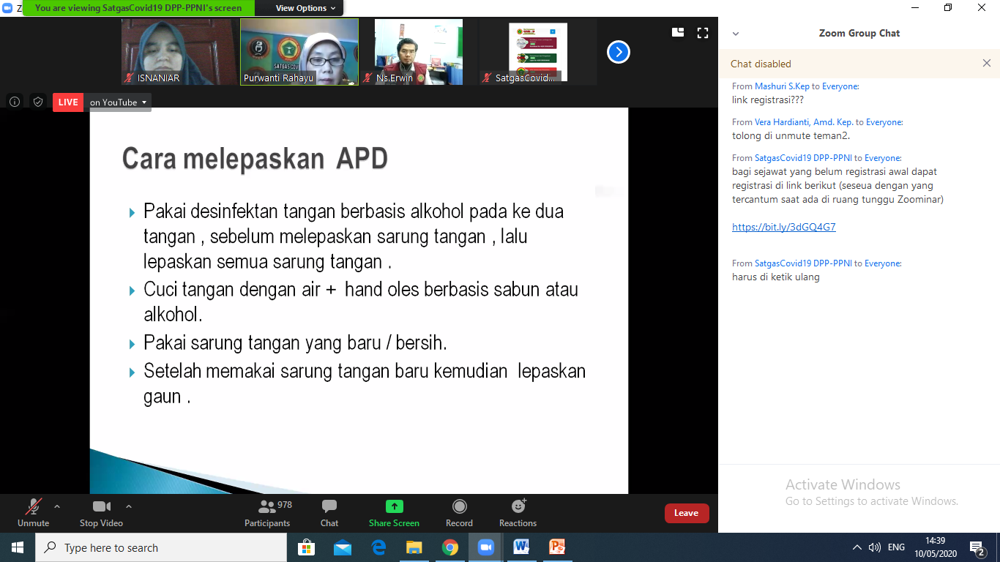 Z
You are viewing SatgasCovid19 DPP-PPNI's screen
View Options
ISNANIAR
SATGAS COV
Purwanti Rahayu
Ns.Erwin
SatgasCovid...
LIVE
on YouTube
Cara melepaskan APD
Pakai desinfektan tangan berbasis alkohol pada ke dua
tangan , sebelum melepaskan sarung tangan , lalu
lepaskan semua sarung tangan .
Cuci tangan dengan air + hand oles berbasis sabun atau
alkohol.
Pakai sarung tangan yang baru / bersih.
Setelah memakai sarung tangan baru kemudian lepaskan
gaun .
Unmute
Stop Video
978
Participants
Chat
Share Screen
Record
Reactions
Leave
Zoom Group Chat
Chat disabled
From Mashuri S.Kep to Everyone:
link registrasi???
From Vera Hardianti, Amd. Kep. to Everyone:
tolong di unmute teman2.
From SatgasCovid19 DPP-PPNI to Everyone:
bagi sejawat yang belum registrasi awal dapat
registrasi di link berikut (seseua dengan yang
tercantum saat ada di ruang tunggu Zoominar)
https://bit.ly/3dGQ4G7
From SatgasCovid19 DPP-PPNI to Everyone:
harus di ketik ulang
Activate Windows
Go to Settings to activate Windows.
Type here to search
ENG
14:39
10/05/2020
2